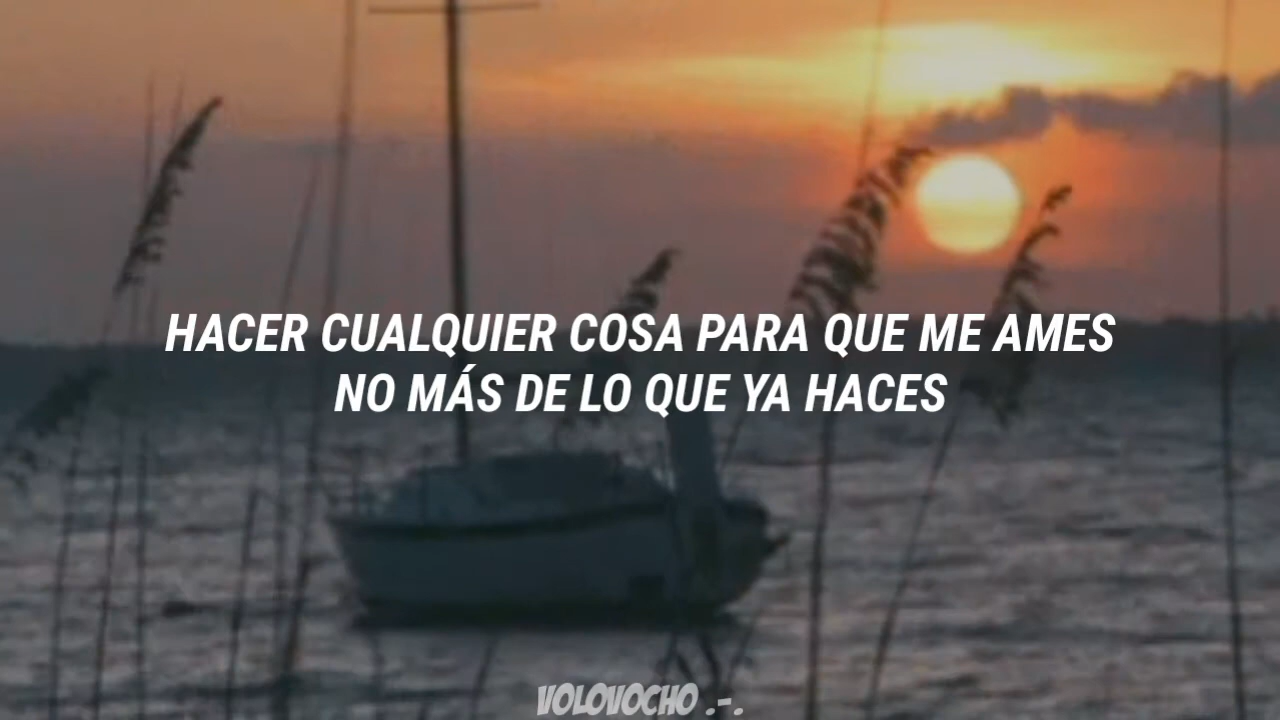 HACER CUALQUIER COSA PARA QUE ME AMES
NO MÁS DE LO QUE YA HACES
VOLOVOCHO .-.